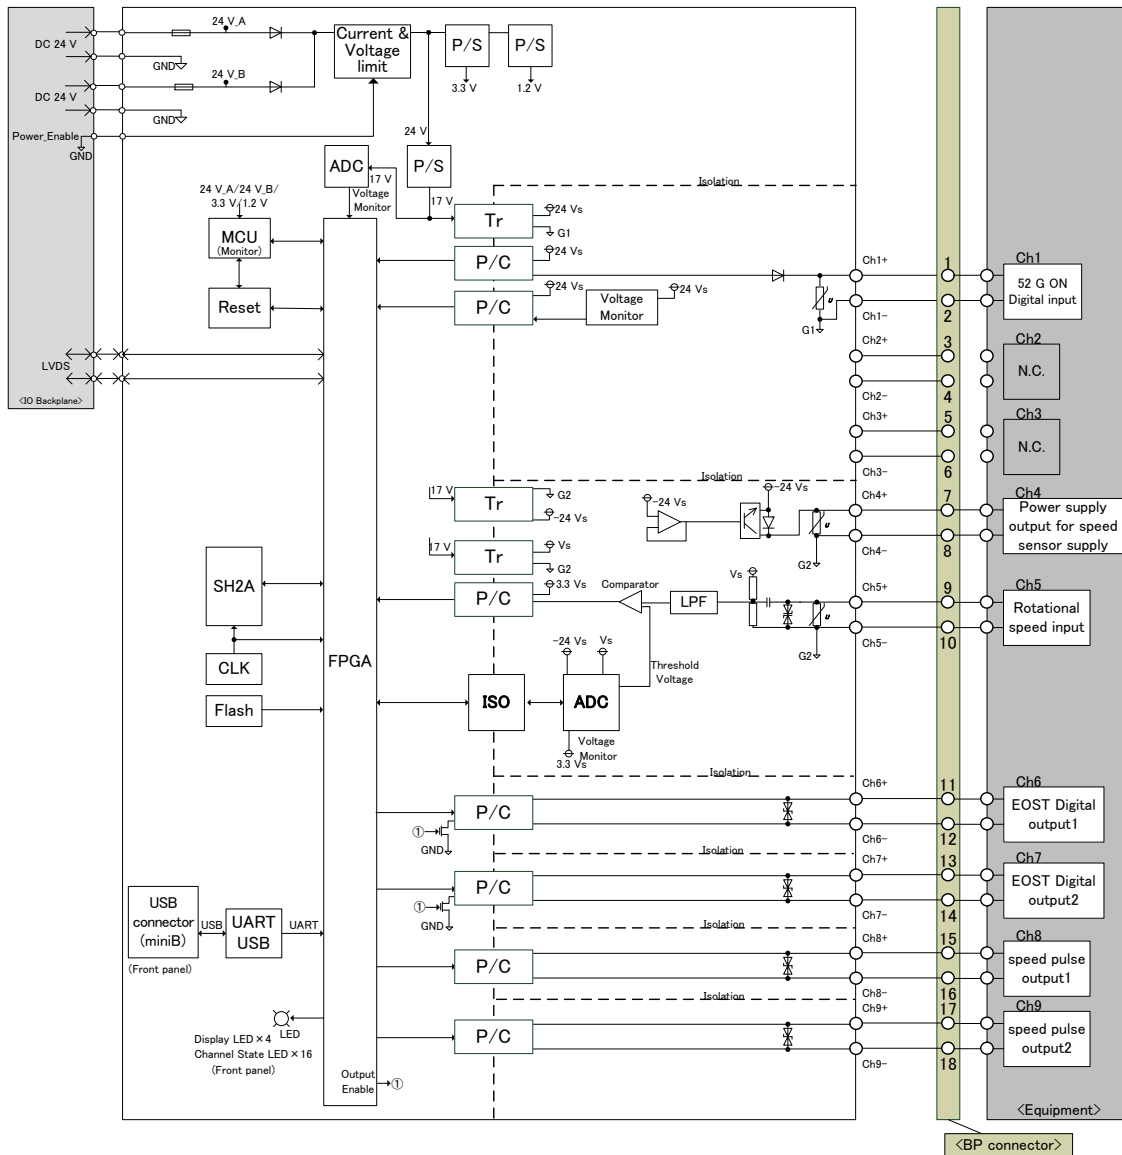 DC 24 V
DC 24 V
Power_Enable
GND
LVDS
<IO Backplane>
24 V_A
GND
24 V_B
GND
Current &
Voltage
limit
P/S
P/S
3.3 V
1.2 V
24 V
P/S
17 V
ADC
17 V
Voltage
Monitor
24 V_A/24 V_B/
3.3 V/1.2 V
MCU
(Monitor)
Reset
FPGA
SH2A
CLK
Flash
USB
connector
(miniB)
(Front panel)
USB
UART
USB
UART
LED
Display LED×4
Channel State LED×16
(Front panel)
Output
Enable
①
Isolation
Tr
24 Vs
G1
P/C
24 Vs
P/C
24 Vs
Voltage
Monitor
24 Vs
G1
Isolation
17 V
Tr
G2
-24 Vs
-24 Vs
-24 Vs
G2
17 V
Tr
Vs
G2
P/C
3.3 Vs
Comparator
LPF
Vs
G2
Threshold
Voltage
ISO
ADC
-24 Vs
Vs
Voltage
Monitor
3.3 Vs
Isolation
P/C
①
GND
Isolation
P/C
①
GND
Isolation
P/C
Isolation
P/C
Ch1+
Ch1-
Ch2+
Ch2-
Ch3+
Ch3-
Ch4+
Ch4-
Ch5+
Ch5-
Ch6+
Ch6-
Ch7+
Ch7-
Ch8+
Ch8-
Ch9+
Ch9-
1
2
3
4
5
6
7
8
9
10
11
12
13
14
15
16
17
18
Ch1
52 G ON
Digital input
Ch2
N.C.
Ch3
N.C.
Ch4
Power supply
output for speed
sensor supply
Ch5
Rotational
speed input
Ch6
EOST Digital
output1
Ch7
EOST Digital
output2
Ch8
speed pulse
output1
Ch9
speed pulse
output2
<Equipment>
<BP connector>